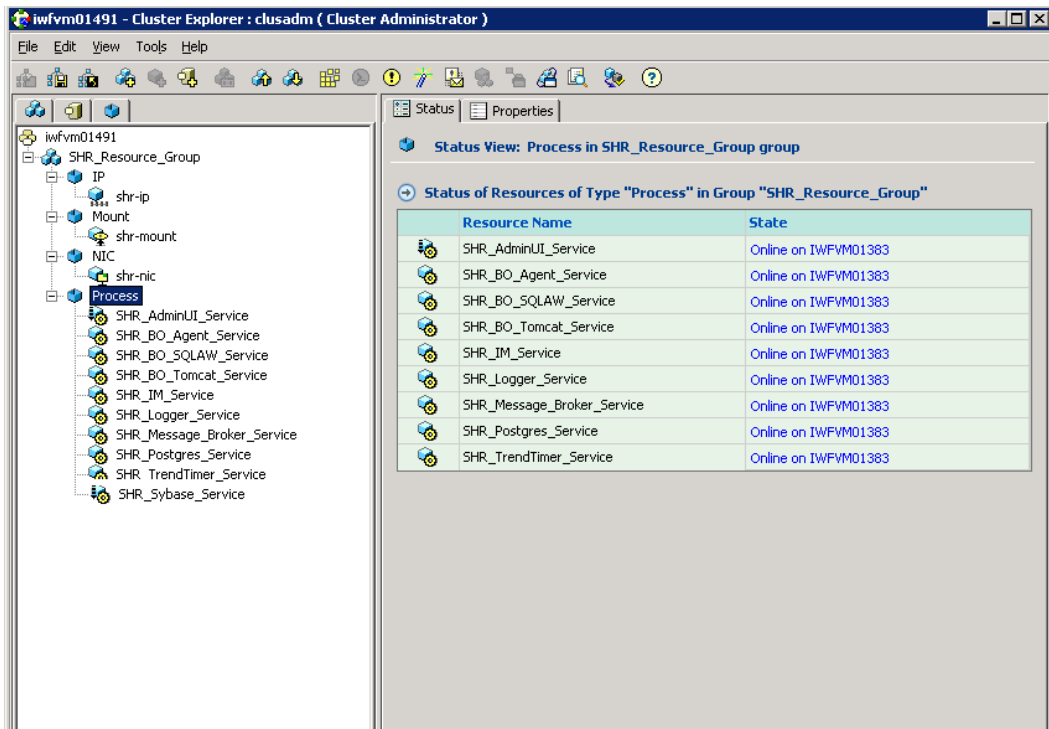 iwfvm01491 - Cluster Explorer : clusadm ( Cluster Administrator )
File Edit View Tools Help
Status Properties
iwfvm01491
SHR_Resource_Group
IP
shr-ip
Mount
shr-mount
NIC
shr-nic
Process
SHR_AdminUI_Service
SHR_BO_Agent_Service
SHR_BO_SQLAW_Service
SHR_BO_Tomcat_Service
SHR_IM_Service
SHR_Logger_Service
SHR_Message_Broker_Service
SHR_Postgres_Service
SHR_TrendTimer_Service
SHR_Sybase_Service
Status View: Process in SHR_Resource_Group group
Status of Resources of Type "Process" in Group "SHR_Resource_Group"
Resource Name State
SHR_AdminUI_Service Online on IWFVM01383
SHR_BO_Agent_Service Online on IWFVM01383
SHR_BO_SQLAW_Service Online on IWFVM01383
SHR_BO_Tomcat_Service Online on IWFVM01383
SHR_IM_Service Online on IWFVM01383
SHR_Logger_Service Online on IWFVM01383
SHR_Message_Broker_Service Online on IWFVM01383
SHR_Postgres_Service Online on IWFVM01383
SHR_TrendTimer_Service Online on IWFVM01383